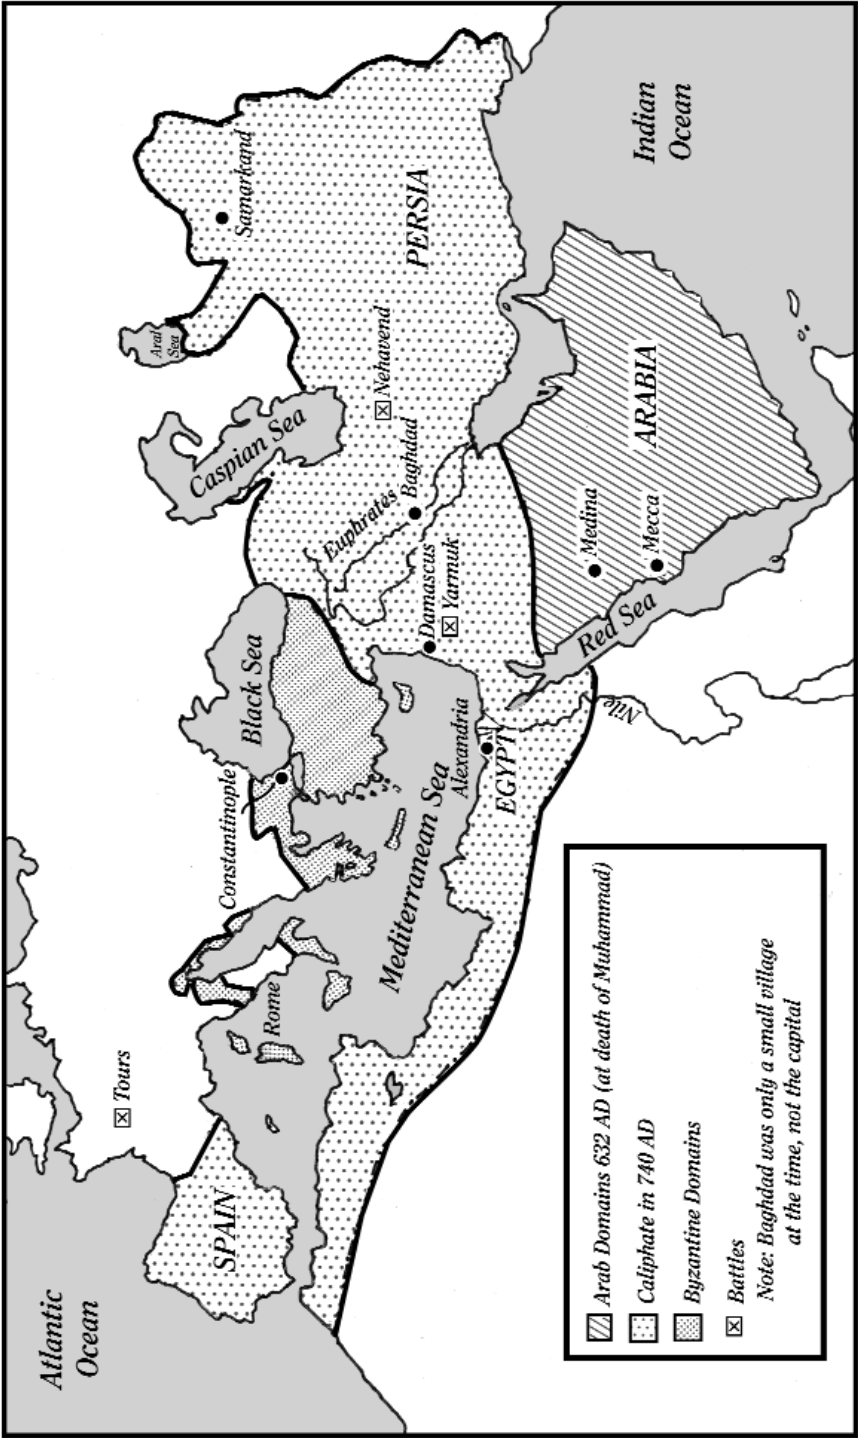 Atlantic
Ocean
SPAIN
Tours
Rome
Mediterranean Sea
Constantinople
Black Sea
Alexandria
EGYPT
Nile
Damascus
Yarmuk
Euphrates
Baghdad
Nehavend
Caspian Sea
Aral
Sea
Samarkand
PERSIA
Red Sea
Medina
Mecca
ARABIA
Indian
Ocean
Arab Domains 632 AD (at death of Muhammad)
Caliphate in 740 AD
Byzantine Domains
Battles
Note: Baghdad was only a small village
at the time, not the capital